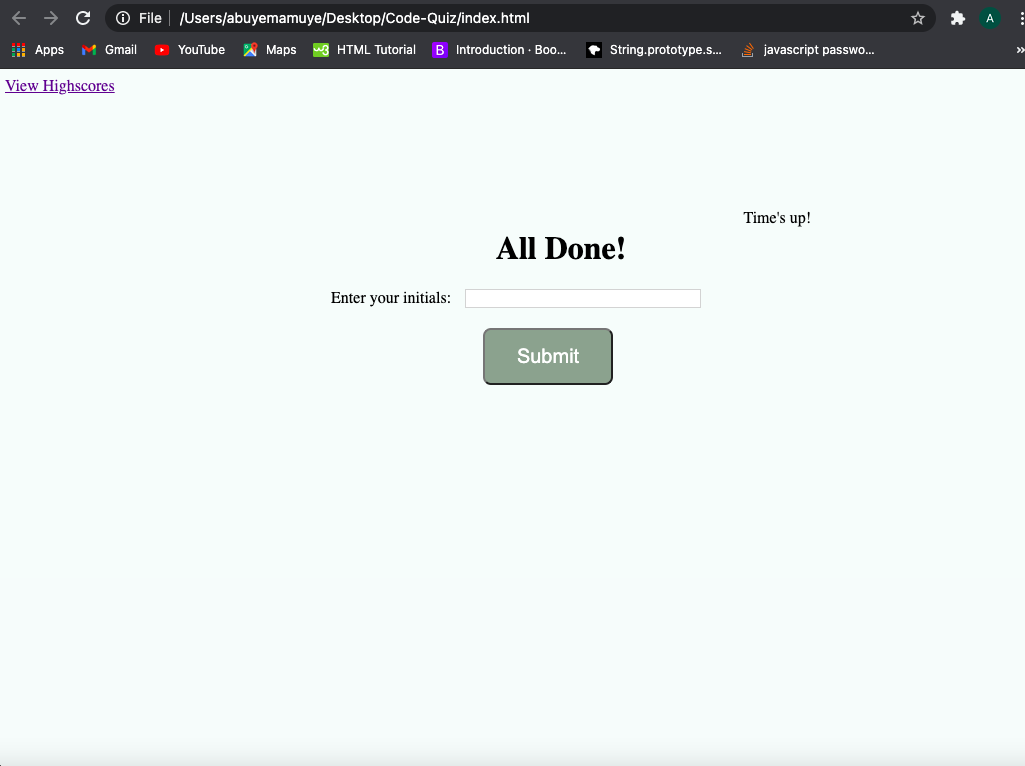 File /Users/abuyemamuye/Desktop/Code-Quiz/index.html A
Apps Gmail YouTube Maps w3 HTML Tutorial B Introduction · Boo... String.prototype.s... javascript passwo... »
View Highscores
Time's up!
All Done!
Enter your initials:
Submit